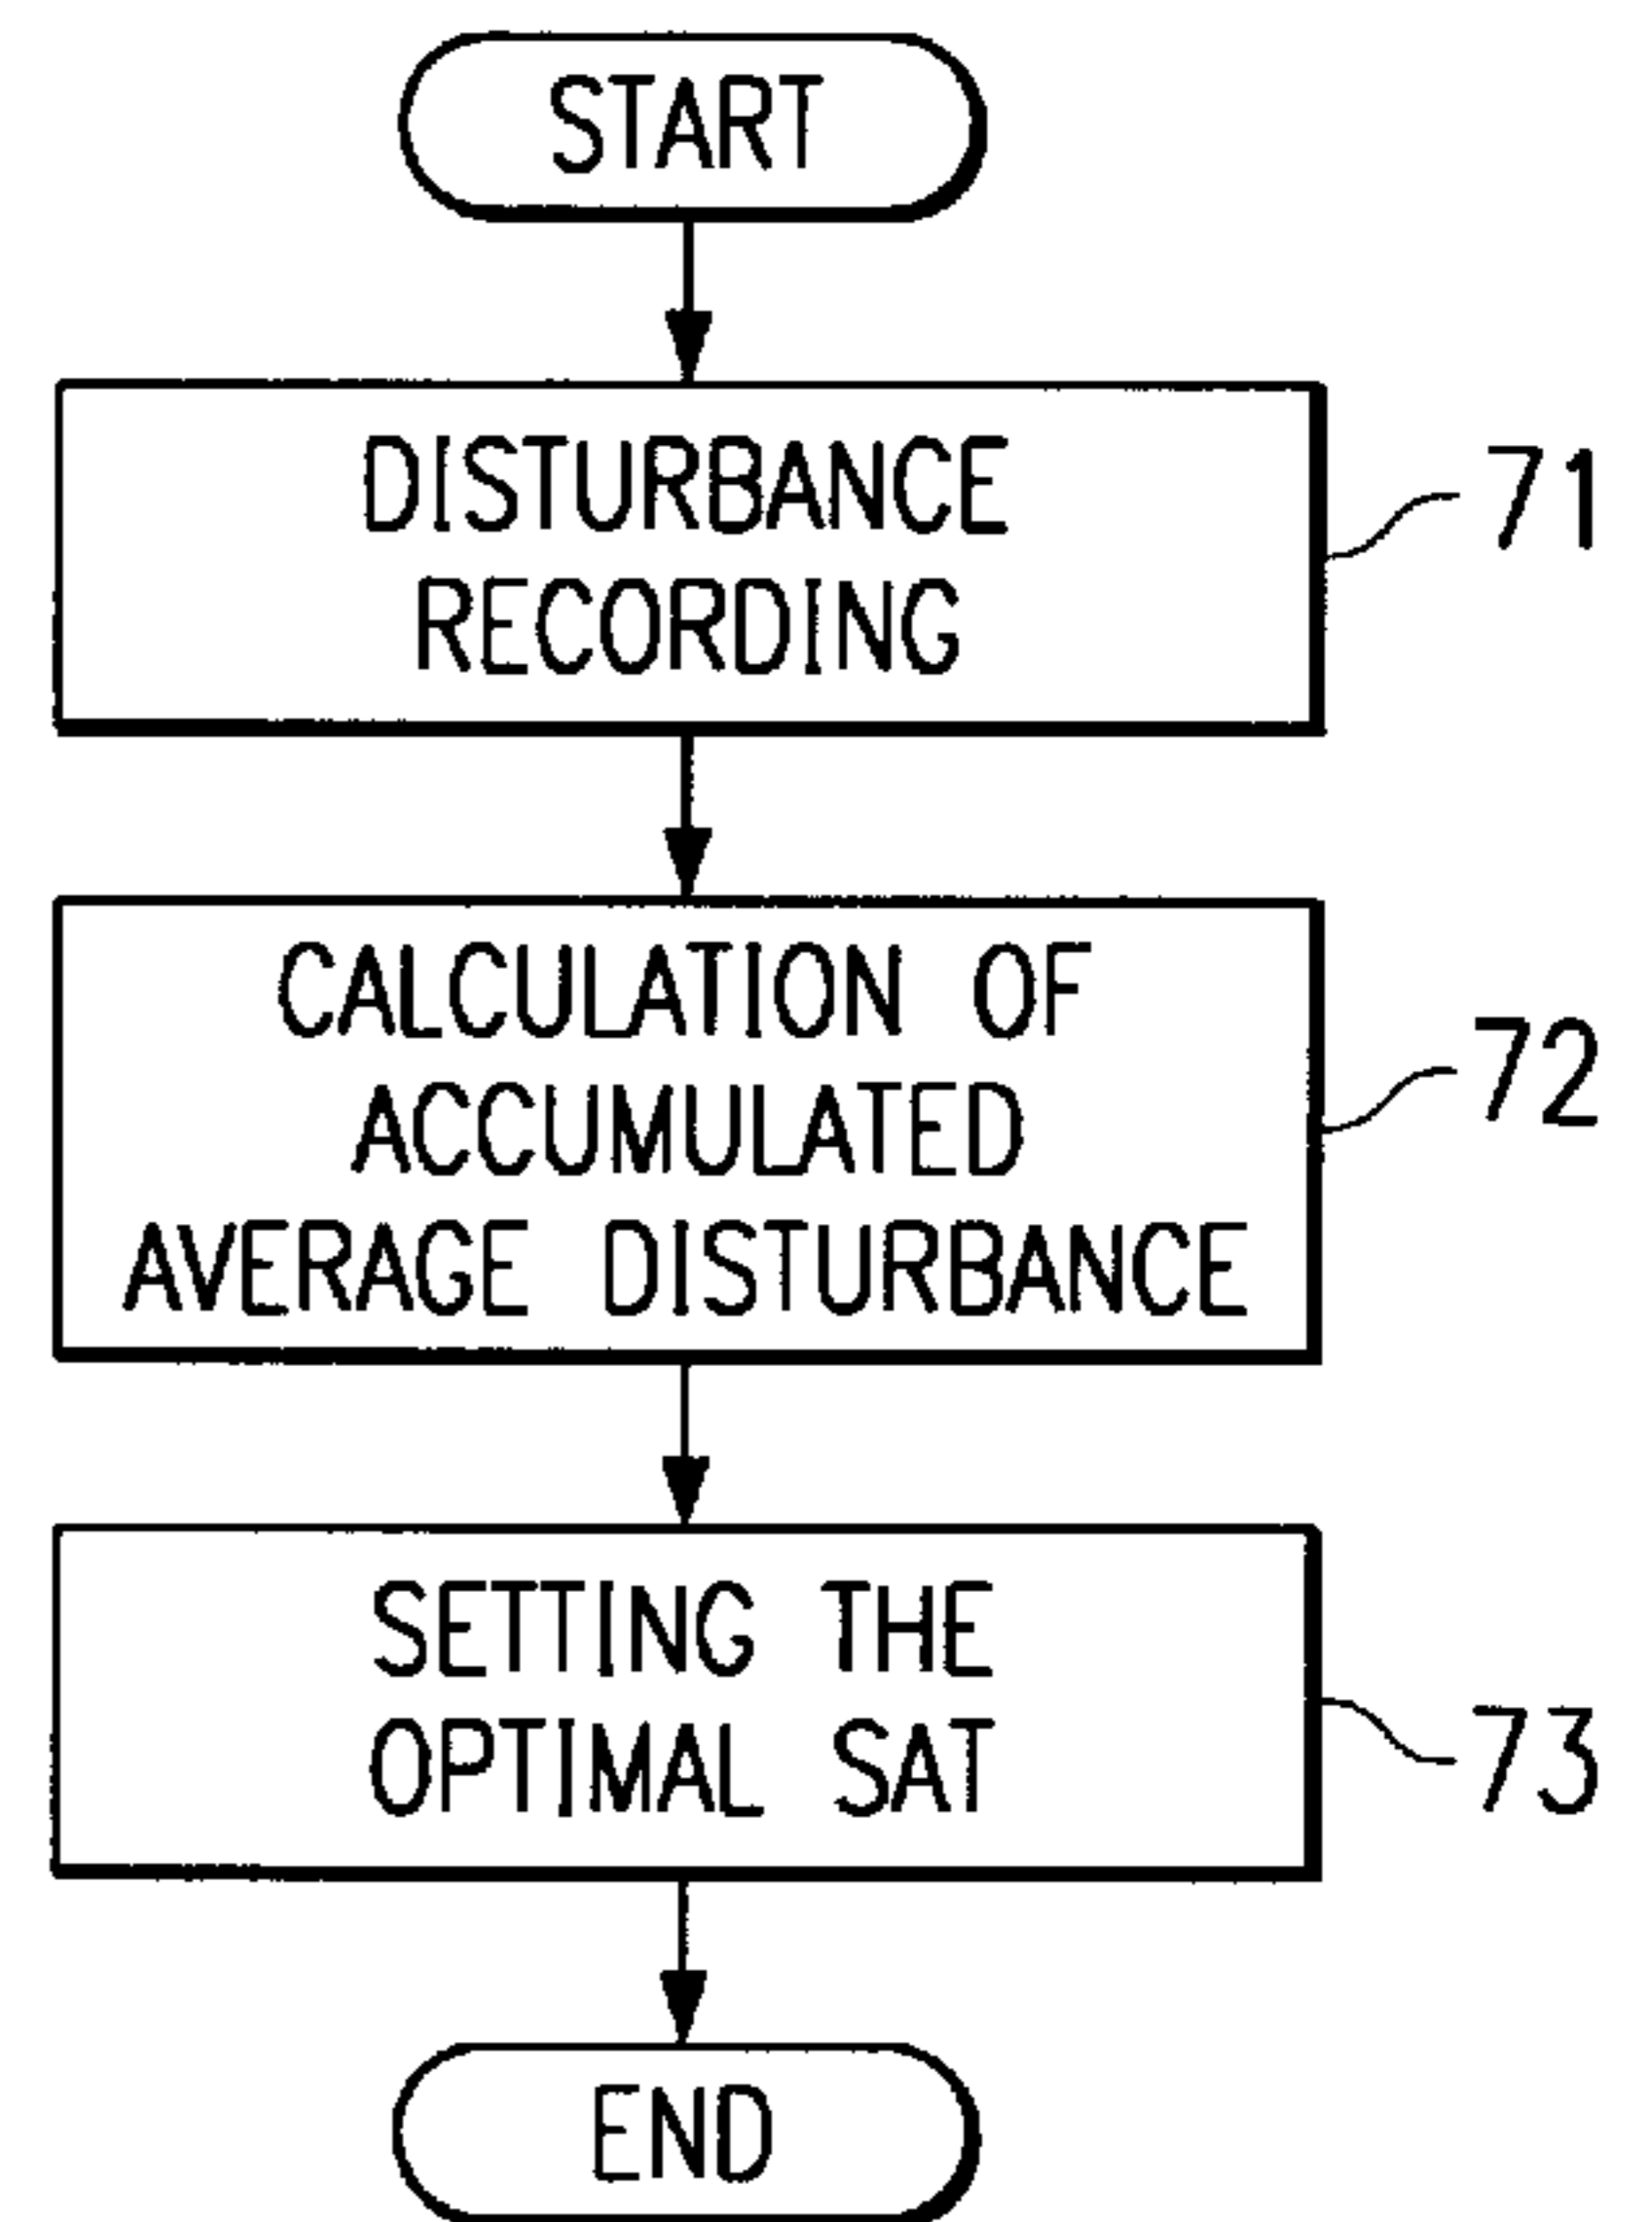 START
DISTURBANCE
RECORDING
71
CALCULATION OF
ACCUMULATED
AVERAGE DISTURBANCE
72
SETTING THE
OPTIMAL SAT
73
END